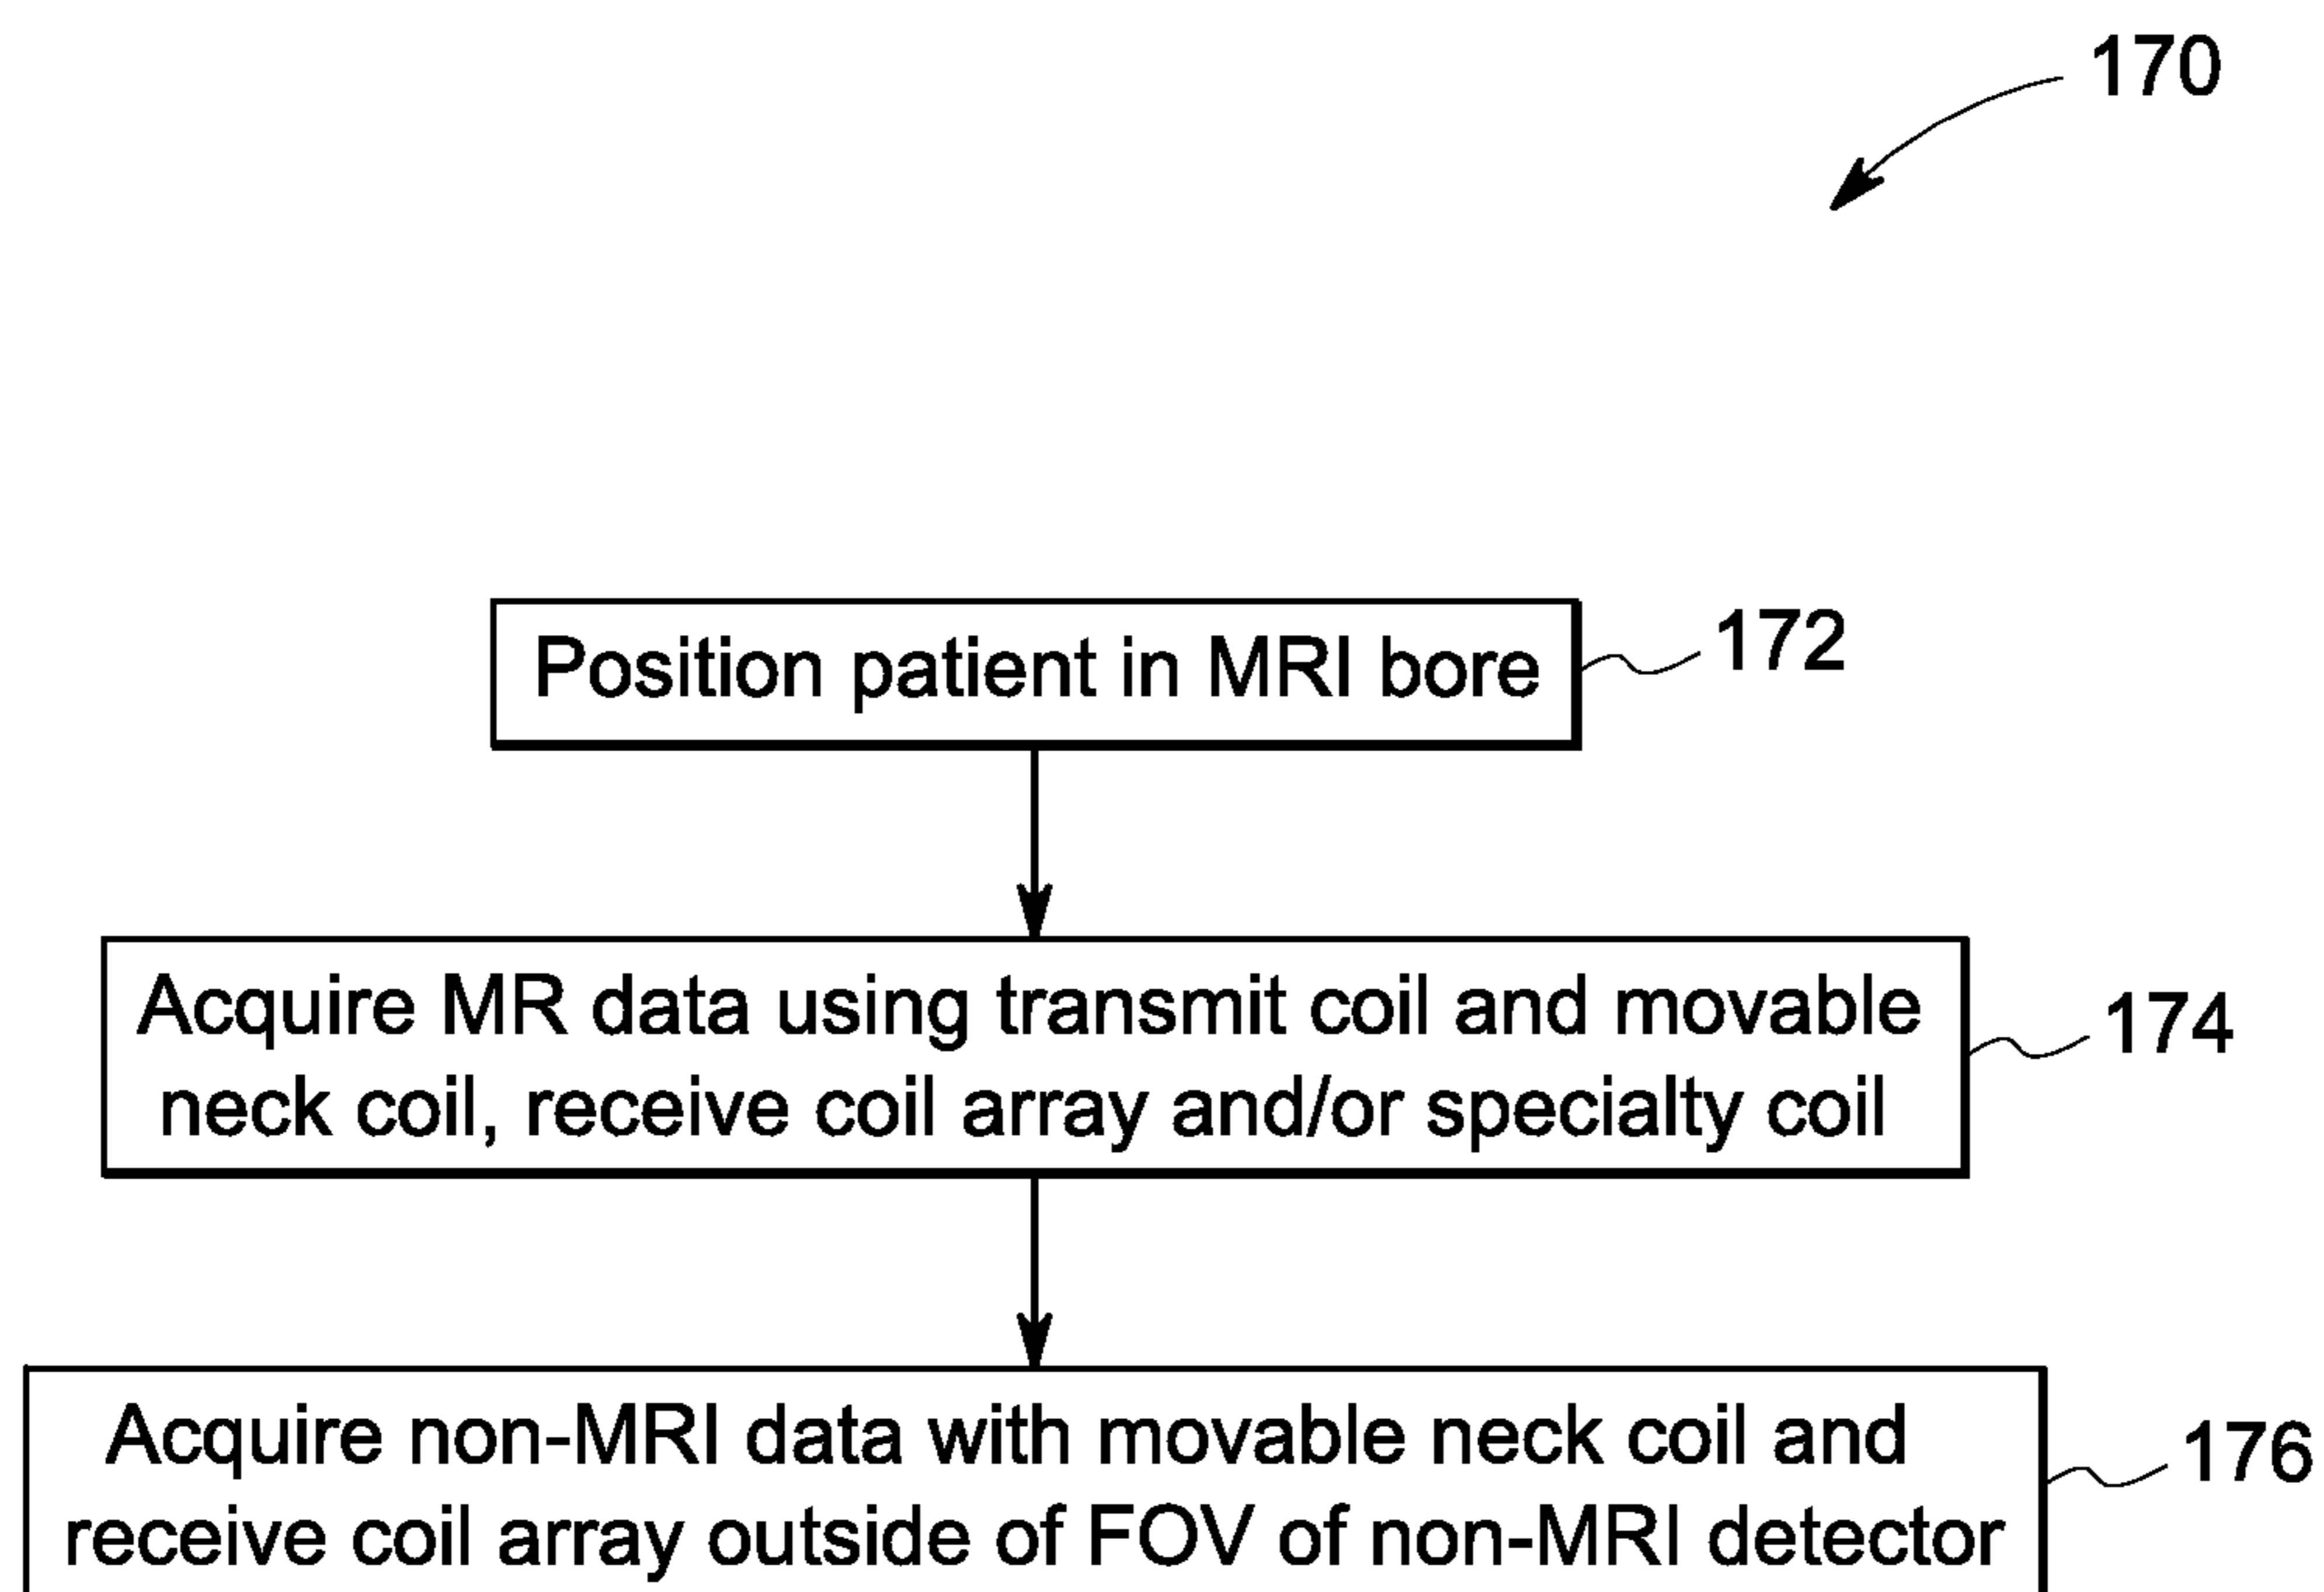 170
Position patient in MRI bore
172
Acquire MR data using transmit coil and movable
neck coil, receive coil array and/or specialty coil
174
Acquire non-MRI data with movable neck coil and
receive coil array outside of FOV of non-MRI detector
176